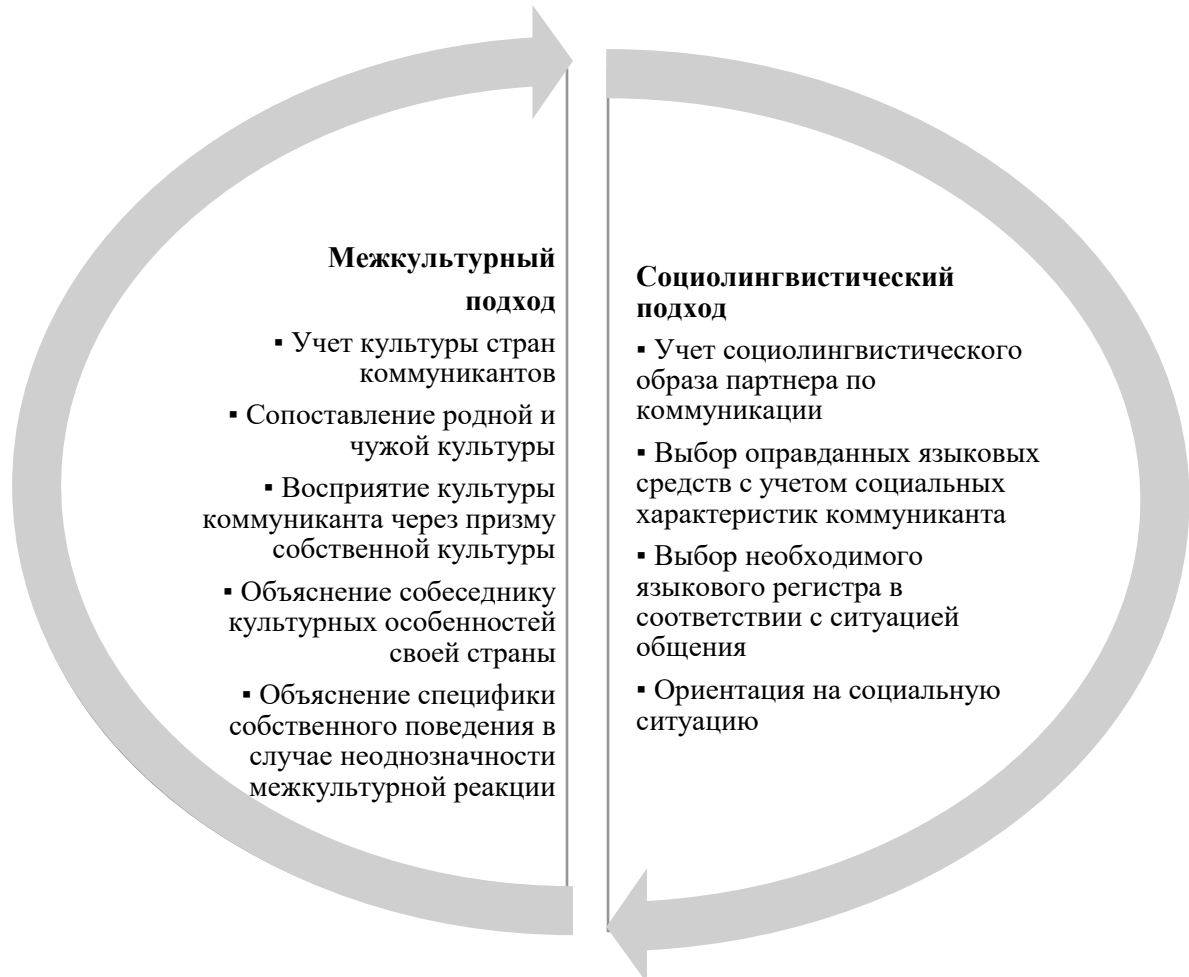 Межкультурный
подход
▪ Учет культуры стран
коммуникантов
▪ Сопоставление родной и
чужой культуры
▪ Восприятие культуры
коммуниканта через призму
собственной культуры
▪ Объяснение собеседнику
культурных особенностей
своей страны
▪ Объяснение специфики
собственного поведения в
случае неоднозначности
межкультурной реакции
Социолингвистический
подход
▪ Учет социолингвистического
образа партнера по
коммуникации
▪ Выбор оправданных языковых
средств с учетом социальных
характеристик коммуниканта
▪ Выбор необходимого
языкового регистра в
соответствии с ситуацией
общения
▪ Ориентация на социальную
ситуацию